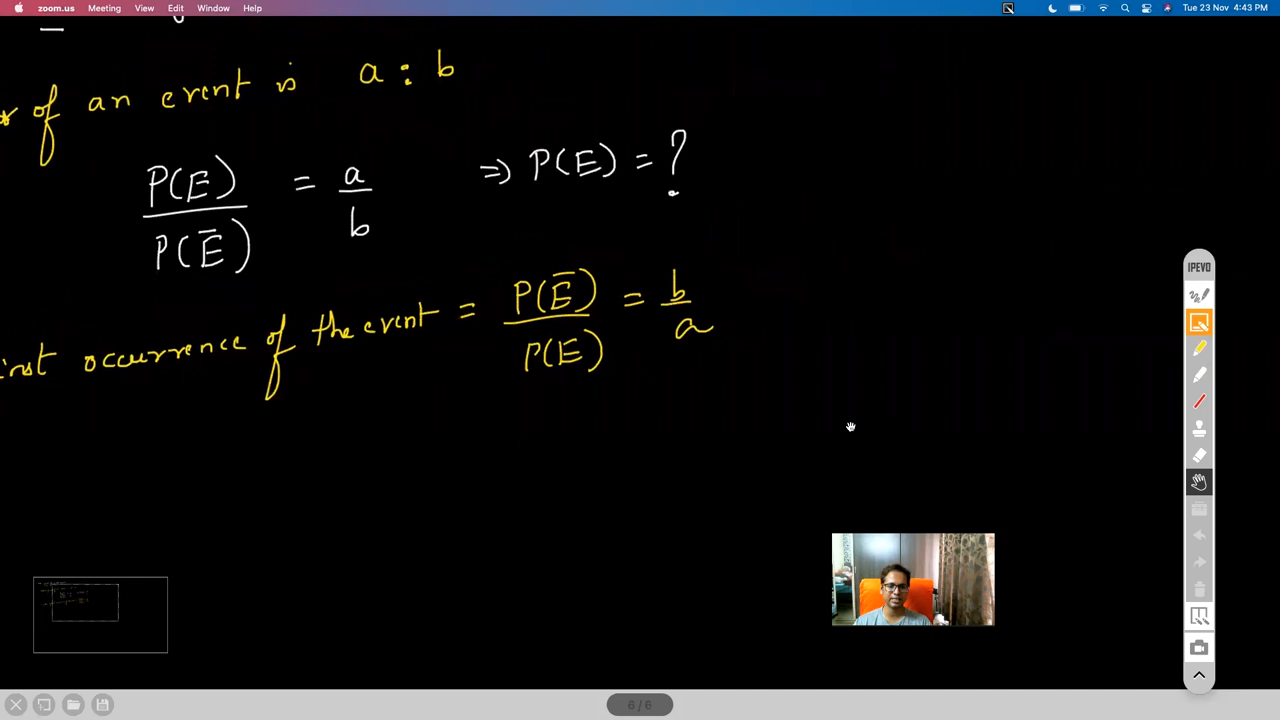 zoom.us Meeting View Edit Window Help Tue 23 Nov 4:43 PM
of an event is a : b
P(E) / P(Ē) = a / b ⇒ P(E) = ?
occurrence of the event = P(Ē) / P(E) = b / a
IPEVO
6 / 6